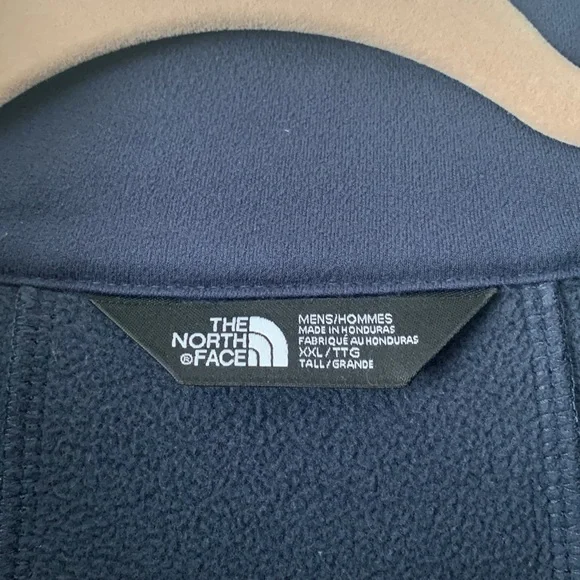 THE
NORTH
®FACE
MENS/HOMMES
MADE IN HONDURAS
FABRIQUÉ AU HONDURAS
XXL/TTG
TALL/GRANDE